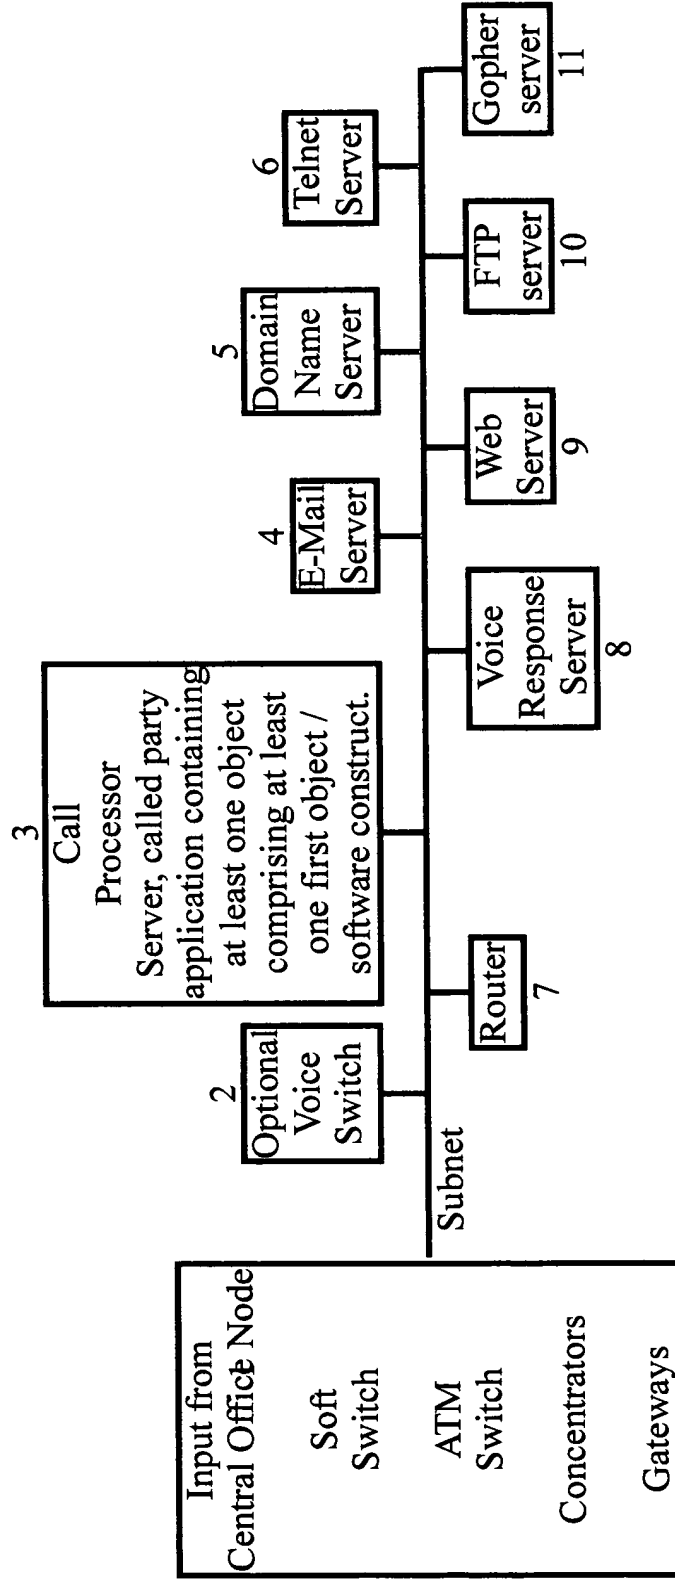 Input from
Central Office Node
Soft
Switch
ATM
Switch
Concentrators
Gateways
Subnet
2
Optional
Voice
Switch
3
Call
Processor
Server, called party
application containing
at least one object
comprising at least
one first object /
software construct.
4
E-Mail
Server
5
Domain
Name
Server
6
Telnet
Server
Router
7
Voice
Response
Server
8
Web
Server
9
FTP
server
10
Gopher
server
11